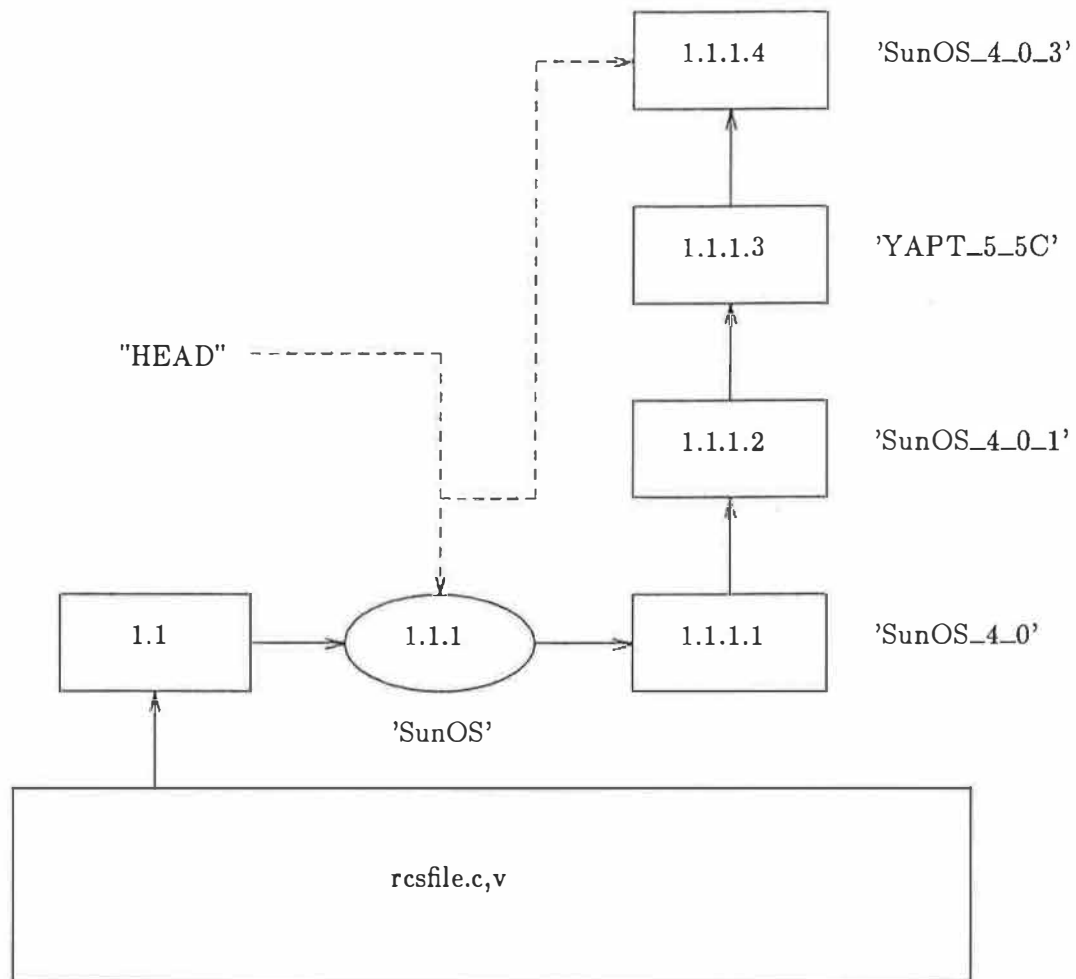 1.1.1.4 'SunOS_4_0_3'
1.1.1.3 'YAPT_5_5C'
"HEAD"
1.1.1.2 'SunOS_4_0_1'
1.1 1.1.1 1.1.1.1 'SunOS_4_0'
'SunOS'
rcsfile.c,v